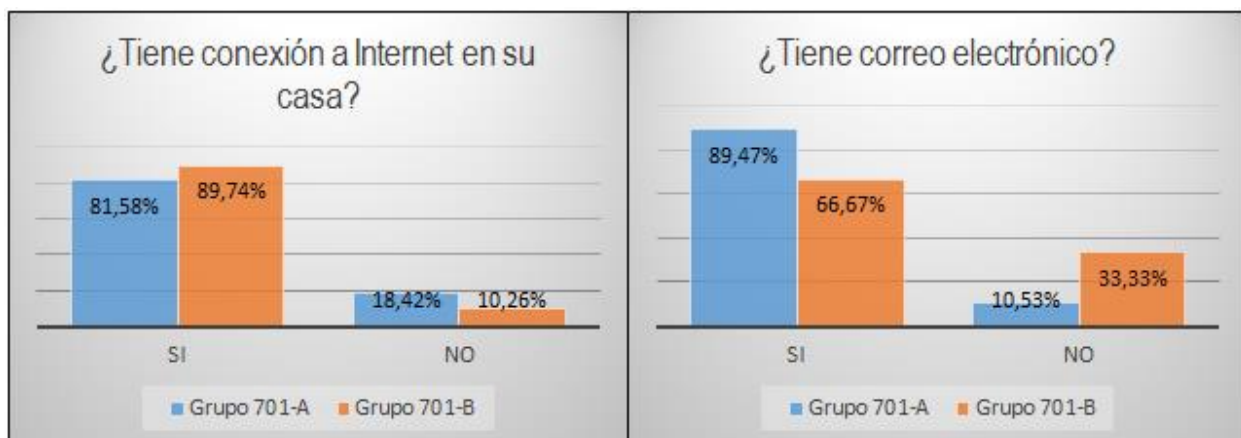 ¿Tiene conexión a Internet en su
casa?
81,58%
89,74%
18,42%
10,26%
SI
NO
Grupo 701-A
Grupo 701-B
¿Tiene correo electrónico?
89,47%
66,67%
10,53%
33,33%
SI
NO
Grupo 701-A
Grupo 701-B